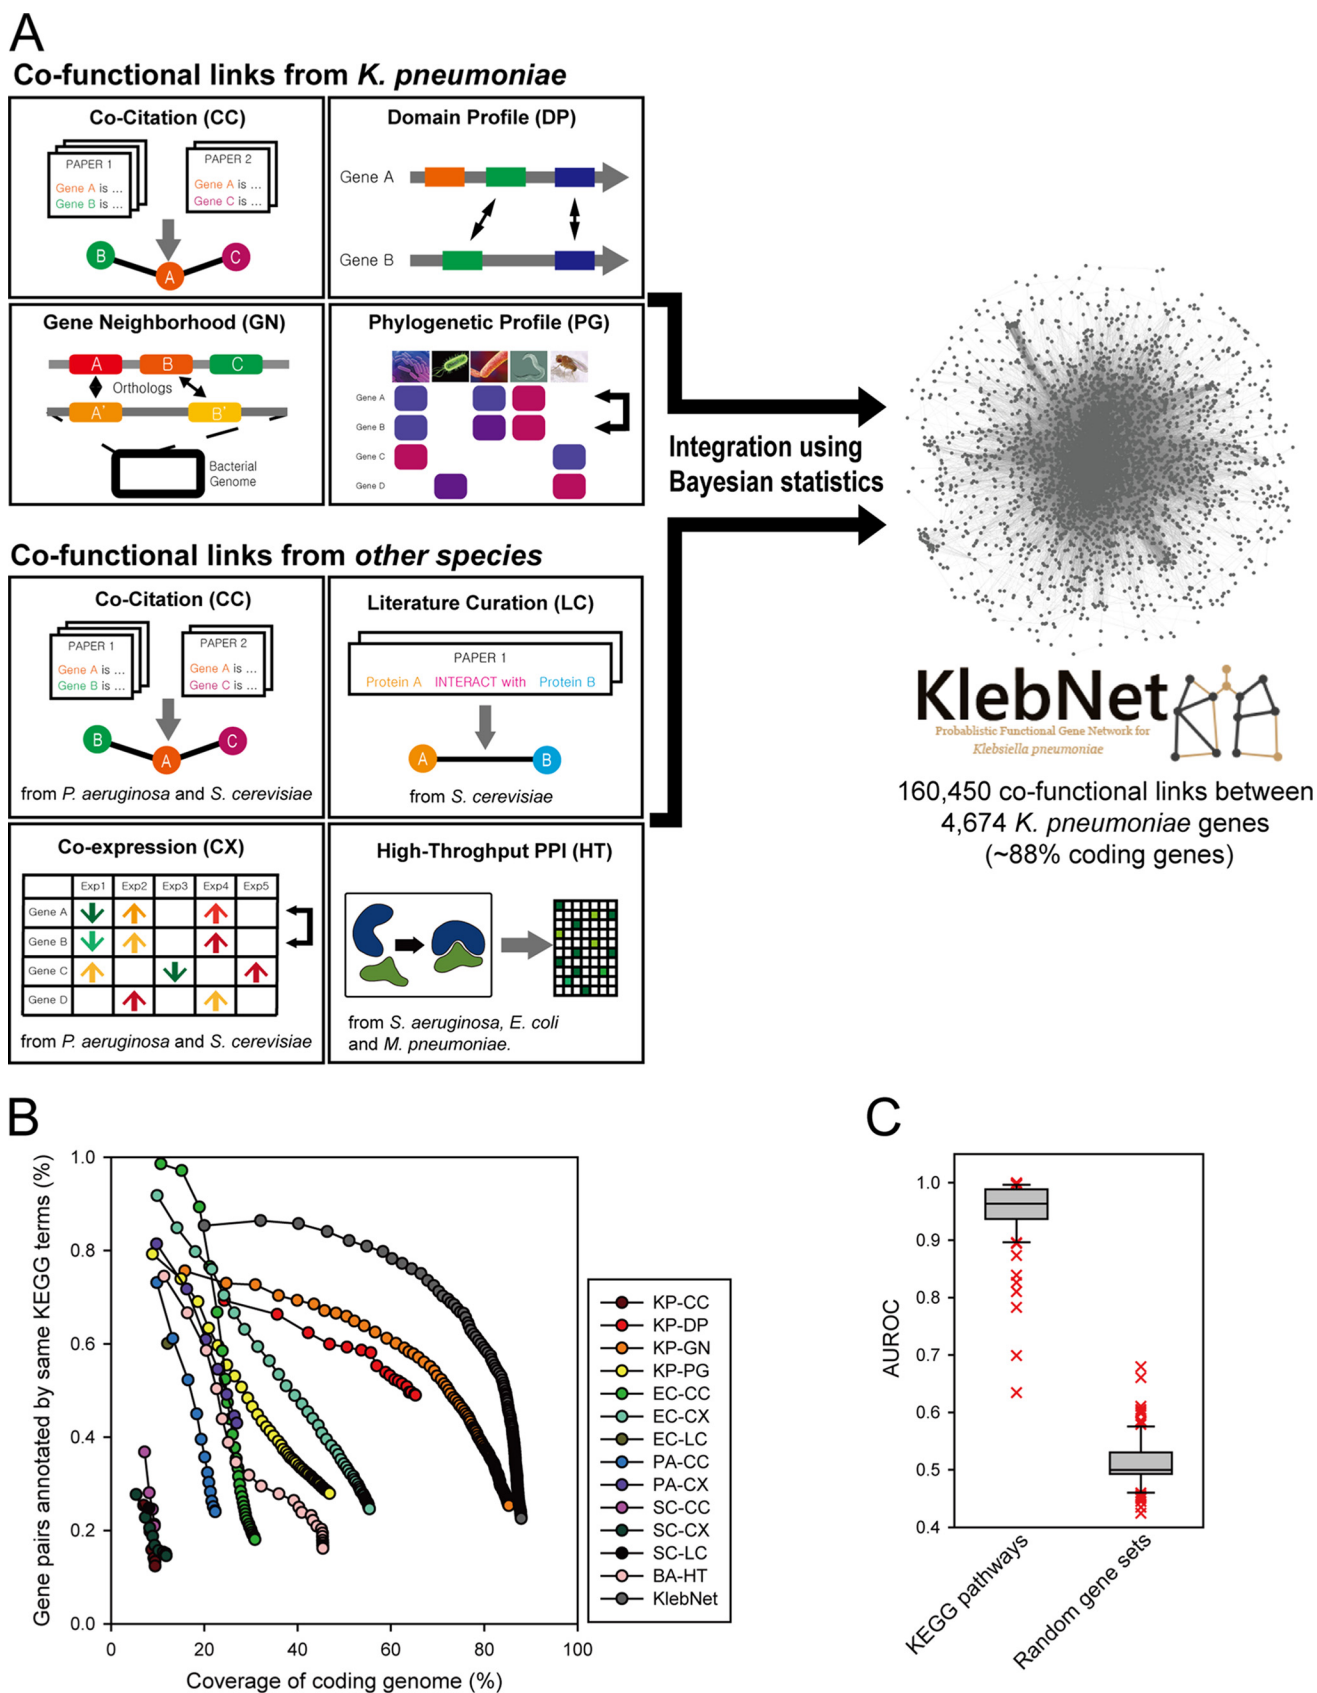 A
Co-functional links from K. pneumoniae
Co-Citation (CC)
PAPER 1
Gene A is ...
Gene B is ...
PAPER 2
Gene A is ...
Gene C is ...
B
A
C
Domain Profile (DP)
Gene A
Gene B
Gene Neighborhood (GN)
A
B
C
Orthologs
A'
B'
Bacterial
Genome
Phylogenetic Profile (PG)
Gene A
Gene B
Gene C
Gene D
Co-functional links from other species
Co-Citation (CC)
PAPER 1
Gene A is ...
Gene B is ...
PAPER 2
Gene A is ...
Gene C is ...
B
A
C
from P. aeruginosa and S. cerevisiae
Literature Curation (LC)
PAPER 1
Protein A INTERACT with Protein B
A
B
from S. cerevisiae
Co-expression (CX)
Exp1 Exp2 Exp3 Exp4 Exp5
Gene A
Gene B
Gene C
Gene D
from P. aeruginosa and S. cerevisiae
High-Throghput PPI (HT)
from S. aeruginosa, E. coli
and M. pneumoniae.
Integration using
Bayesian statistics
KlebNet
Probablistic Functional Gene Network for
Klebsiella pneumoniae
160,450 co-functional links between
4,674 K. pneumoniae genes
(~88% coding genes)
B
Gene pairs annotated by same KEGG terms (%)
1.0
0.8
0.6
0.4
0.2
0.0
0 20 40 60 80 100
Coverage of coding genome (%)
KP-CC
KP-DP
KP-GN
KP-PG
EC-CC
EC-CX
EC-LC
PA-CC
PA-CX
SC-CC
SC-CX
SC-LC
BA-HT
KlebNet
C
AUROC
1.0
0.9
0.8
0.7
0.6
0.5
0.4
KEGG pathways
Random gene sets